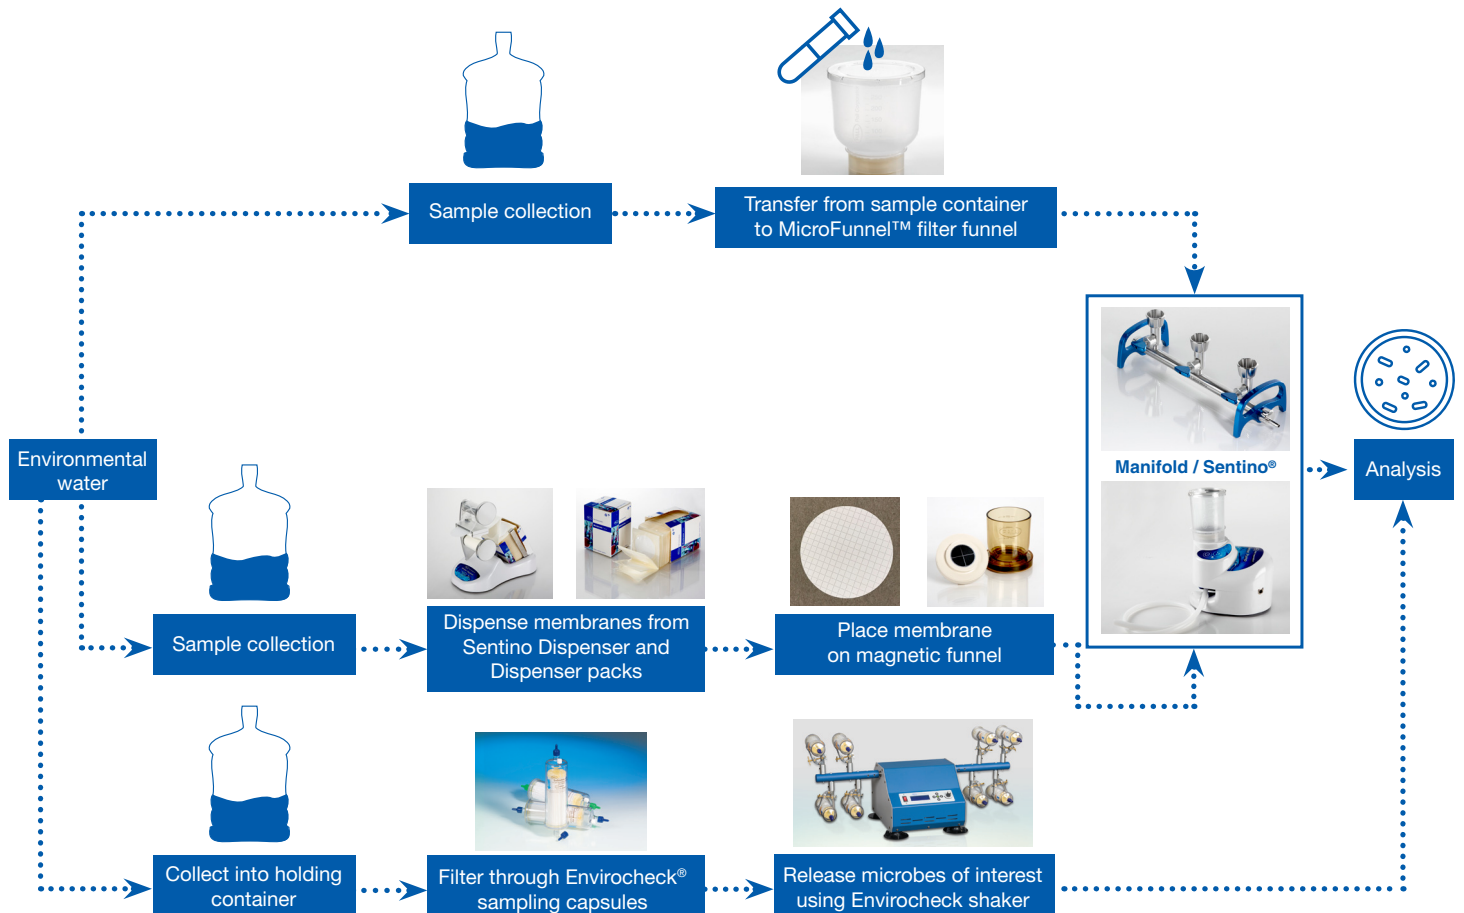 Sample collection
Transfer from sample container
to MicroFunnel™ filter funnel
Manifold / Sentino®
Analysis
Environmental
water
Sample collection
Dispense membranes from
Sentino Dispenser and
Dispenser packs
Place membrane
on magnetic funnel
Collect into holding
container
Filter through Envirocheck®
sampling capsules
Release microbes of interest
using Envirocheck shaker